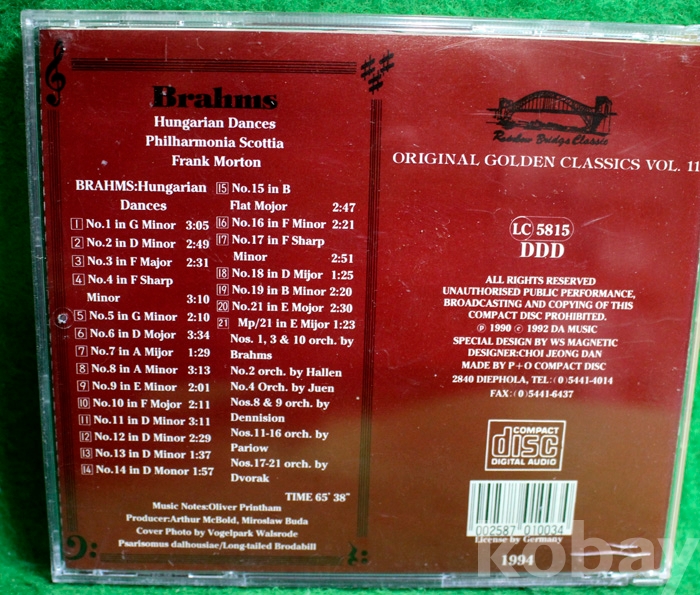 Brahms
Hungarian Dances
Philharmonia Scottia
Frank Morton
BRAHMS:Hungarian
Dances
1 No.1 in G Minor 3:05
2 No.2 in D Minor 2:49
3 No.3 in F Major 2:31
4 No.4 in F Sharp
Minor 3:10
5 No.5 in G Minor 2:10
6 No.6 in D Mojor 3:34
7 No.7 in A Mijor 1:29
8 No.8 in A Minor 3:13
9 No.9 in E Minor 2:01
10 No.10 in F Mojor 2:11
11 No.11 in D Minor 3:11
12 No.12 in D Minor 2:29
13 No.13 in D Minor 1:37
14 No.14 in D Monor 1:57
15 No.15 in B
Flat Mojor 2:47
16 No.16 in F Minor 2:21
17 No.17 in F Sharp
Minor 2:51
18 No.18 in D Mijor 1:25
19 No.19 in B Minor 2:20
20 No.21 in E Mojor 2:30
21 Mp/21 in E Mijor 1:23
Nos. 1, 3 & 10 orch. by
Brahms
No.2 orch. by Hallen
No.4 Orch. by Juen
Nos.8 & 9 orch. by
Dennision
Nos.11-16 orch. by
Parlow
Nos.17-21 orch. by
Dvorak
TIME 65' 38"
Music Notes:Oliver Printham
Producer:Arthur McBold, Miroslaw Buda
Cover Photo by Vogelpark Walsrode
Psarisomus dalhousiae/Long-tailed Brodabill
Rainbow Bridge Classic
ORIGINAL GOLDEN CLASSICS VOL. 11
LC 5815
DDD
ALL RIGHTS RESERVED
UNAUTHORISED PUBLIC PERFORMANCE,
BROADCASTING AND COPYING OF THIS
COMPACT DISC PROHIBITED.
℗ 1990 © 1992 DA MUSIC
SPECIAL DESIGN BY WS MAGNETIC
DESIGNER:CHOI JEONG DAN
MADE BY P+O COMPACT DISC
2840 DIEPHOLA, TEL:(0)5441-4014
FAX:(0)5441-6437
COMPACT
disc
DIGITAL AUDIO
002587 010034
License by Germany
1994
kobay